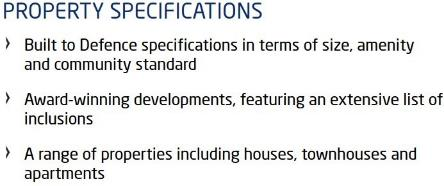 PROPERTY SPECIFICATIONS
› Built to Defence specifications in terms of size, amenity
and community standard
› Award-winning developments, featuring an extensive list of
inclusions
› A range of properties including houses, townhouses and
apartments